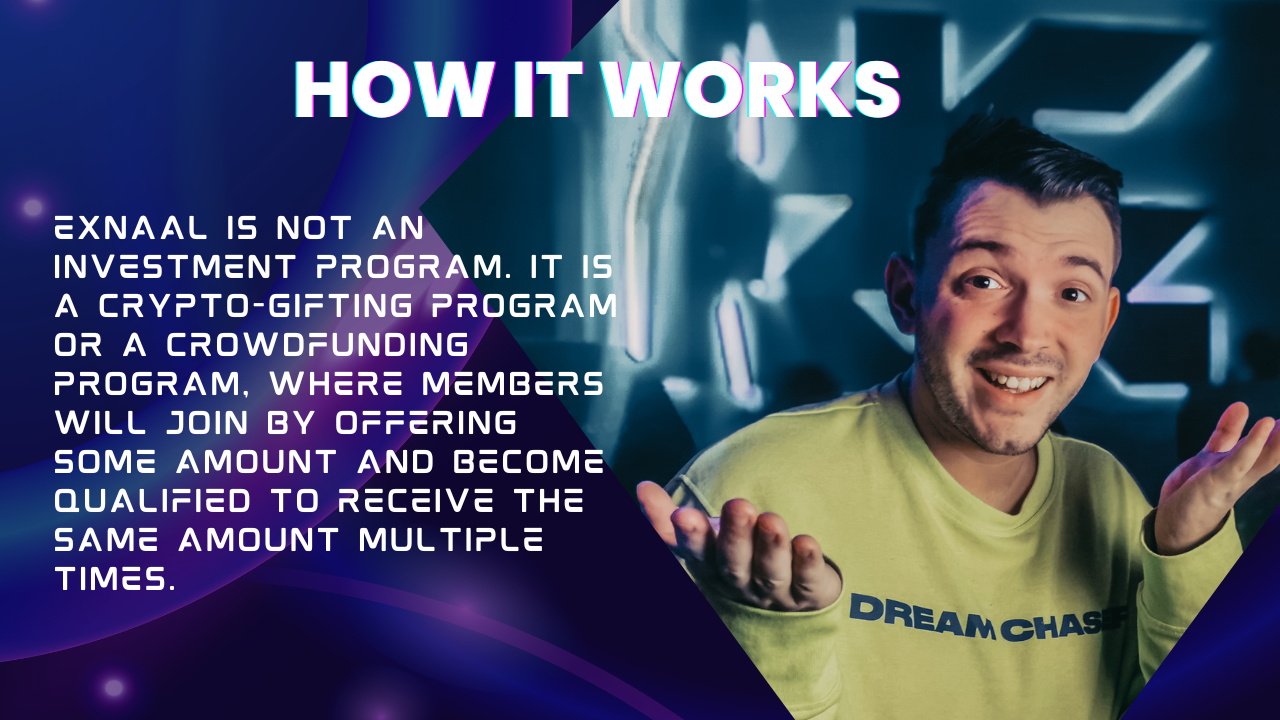 HOW IT WORKS
EXNAAL IS NOT AN
INVESTMENT PROGRAM. IT IS
A CRYPTO-GIFTING PROGRAM
OR A CROWDFUNDING
PROGRAM, WHERE MEMBERS
WILL JOIN BY OFFERING
SOME AMOUNT AND BECOME
QUALIFIED TO RECEIVE THE
SAME AMOUNT MULTIPLE
TIMES.
DREAM CHASER